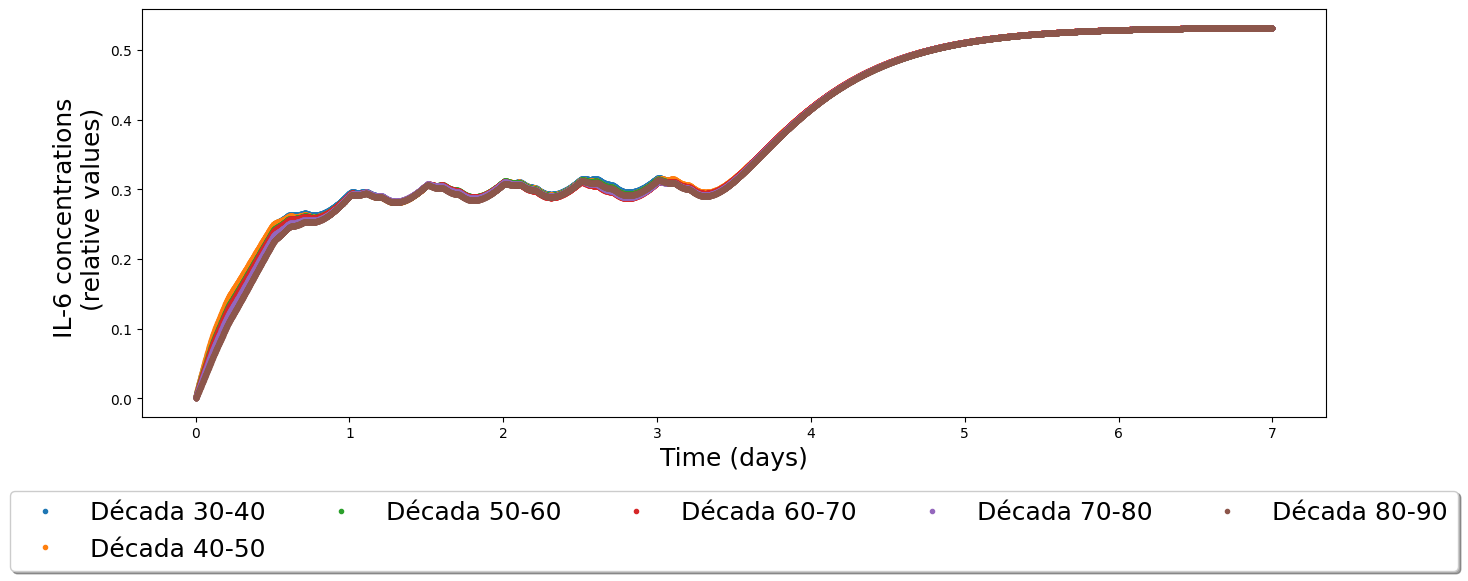 0.5
0.4
0.3
0.2
0.1
0.0
IL-6 concentrations
(relative values)
0 1 2 3 4 5 6 7
Time (days)
Década 30-40 Década 50-60 Década 60-70 Década 70-80 Década 80-90
Década 40-50